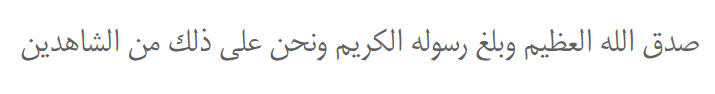 صدق الله العظيم وبلغ رسوله الكريم ونحن على ذلك من الشاهدين